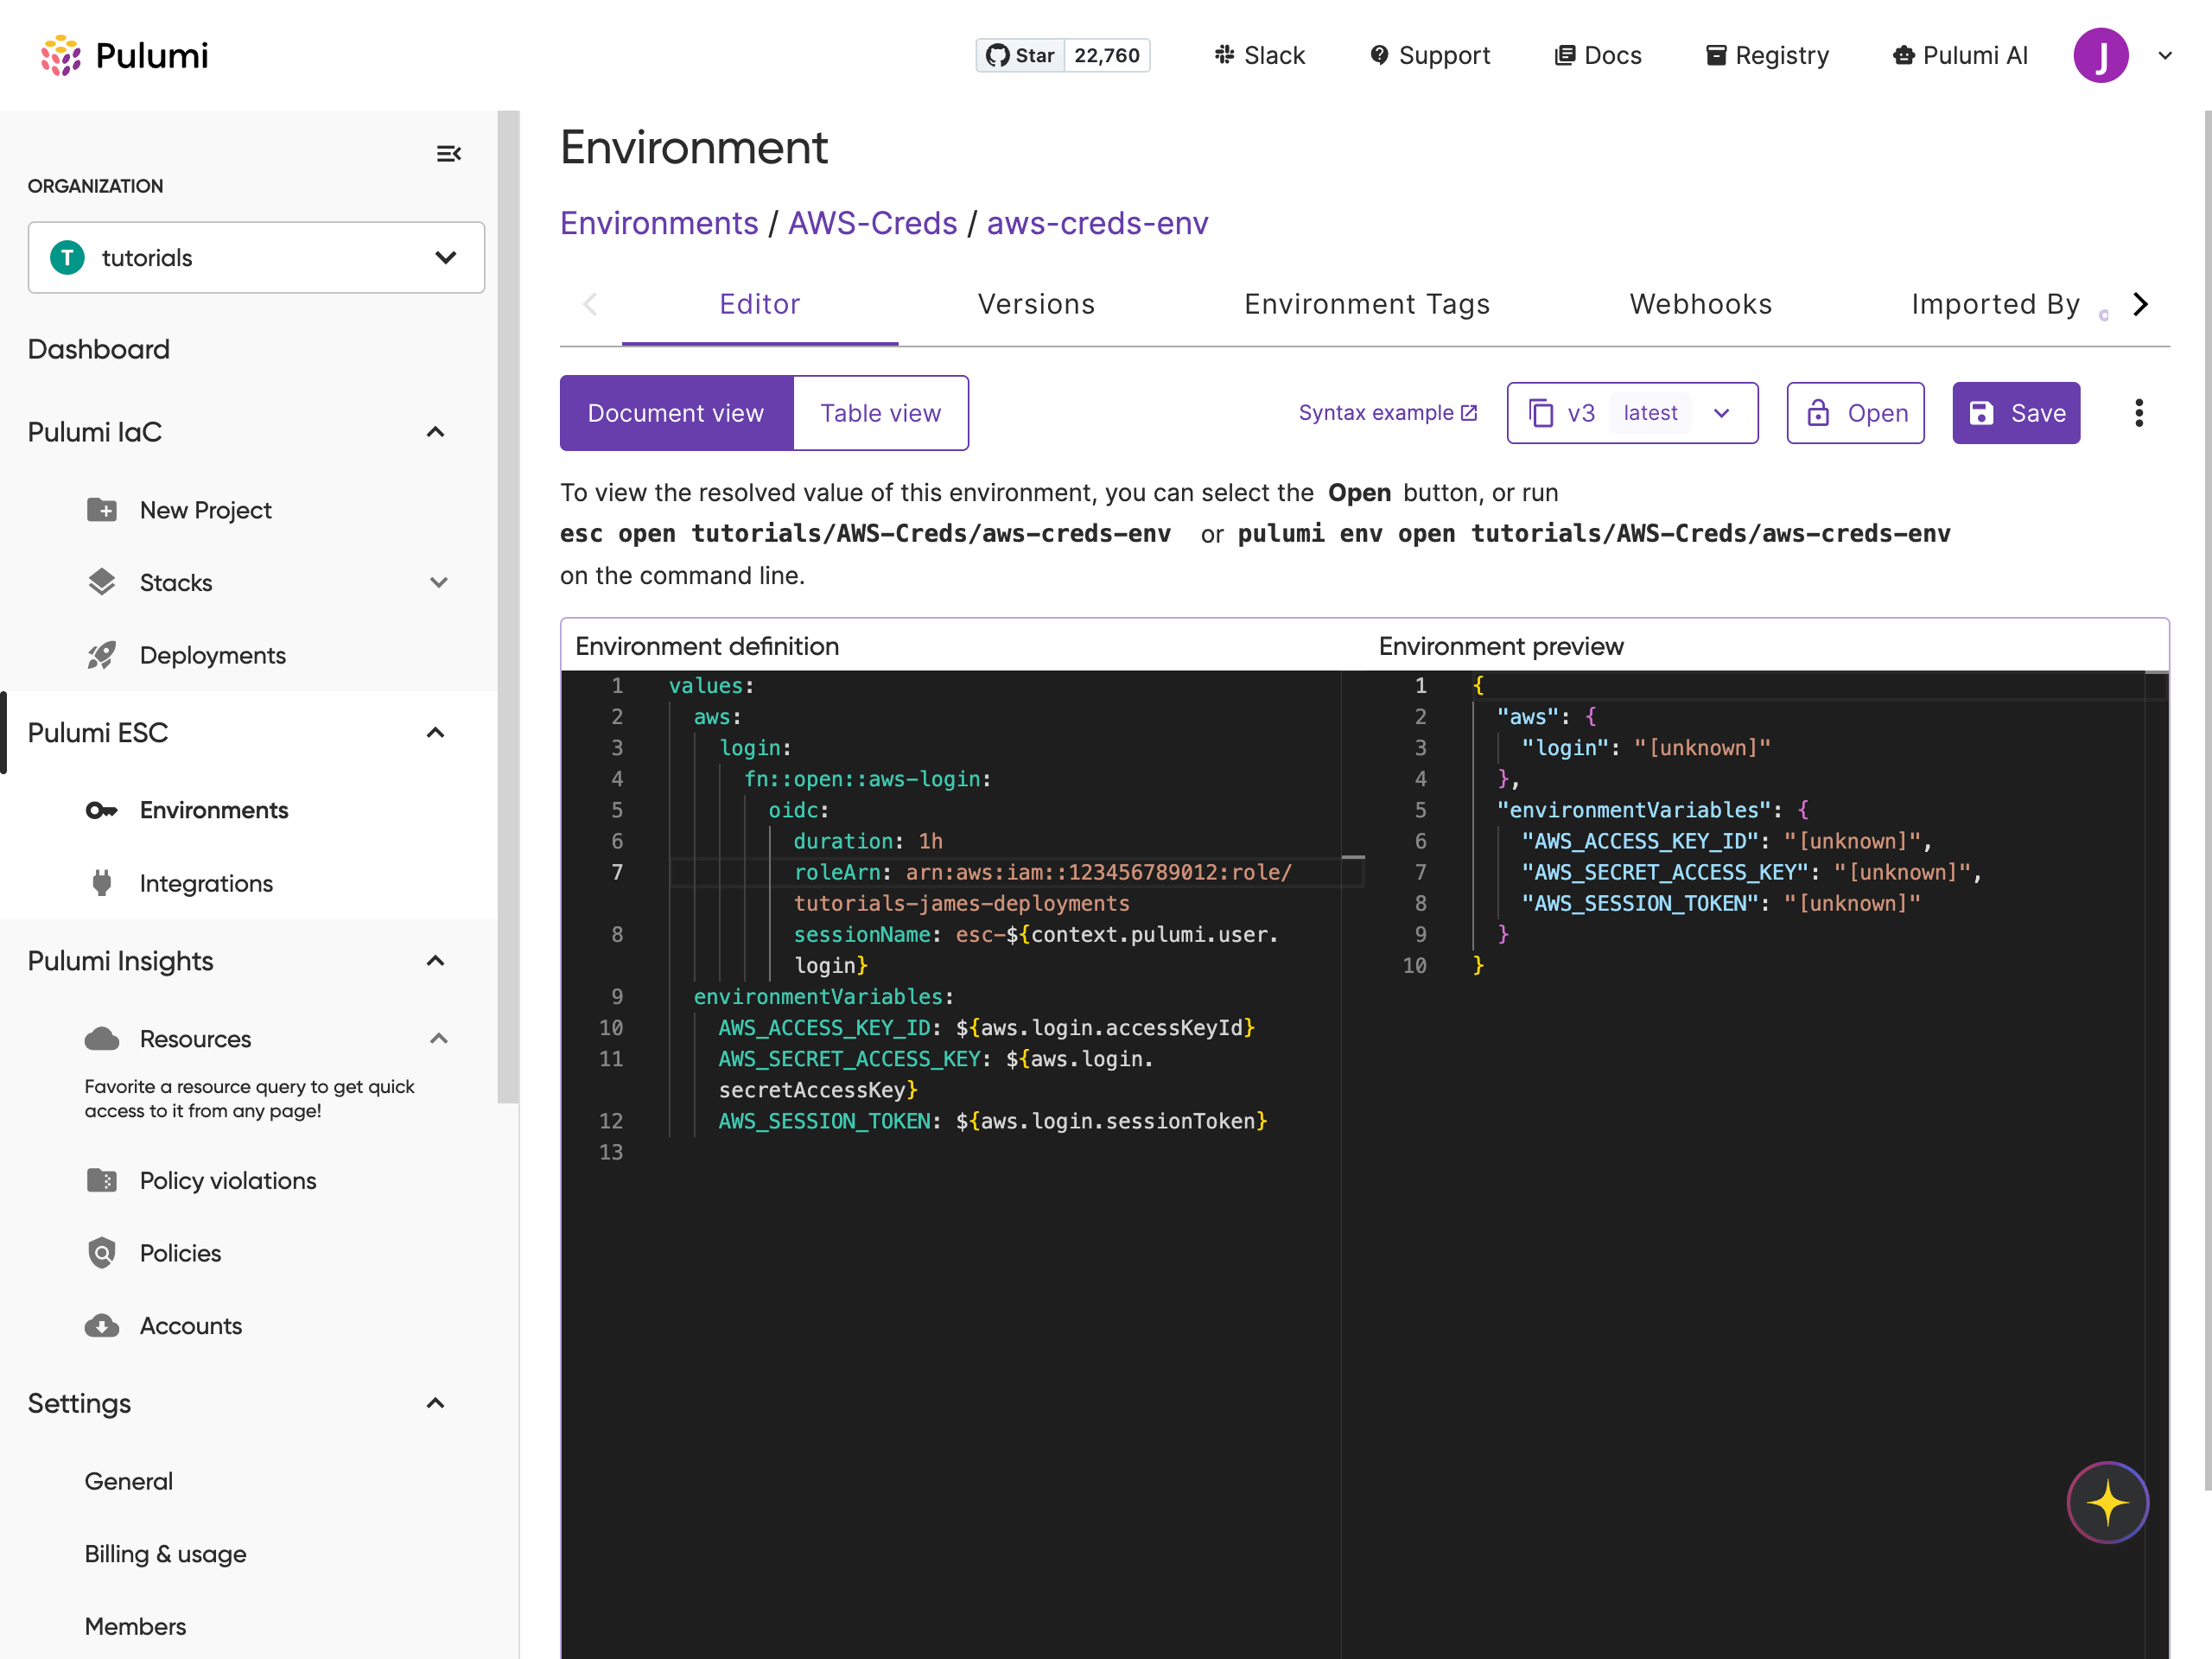 Pulumi
Star 22,760
Slack
Support
Docs
Registry
Pulumi AI
J
ORGANIZATION
T tutorials
Dashboard
Pulumi IaC
New Project
Stacks
Deployments
Pulumi ESC
Environments
Integrations
Pulumi Insights
Resources
Favorite a resource query to get quick
access to it from any page!
Policy violations
Policies
Accounts
Settings
General
Billing & usage
Members
Environment
Environments / AWS-Creds / aws-creds-env
Editor
Versions
Environment Tags
Webhooks
Imported By
Document view
Table view
Syntax example
v3 latest
Open
Save
To view the resolved value of this environment, you can select the Open button, or run
esc open tutorials/AWS-Creds/aws-creds-env or pulumi env open tutorials/AWS-Creds/aws-creds-env
on the command line.
Environment definition
1 values:
2 aws:
3 login:
4 fn::open::aws-login:
5 oidc:
6 duration: 1h
7 roleArn: arn:aws:iam::123456789012:role/
tutorials-james-deployments
8 sessionName: esc-${context.pulumi.user.
login}
9 environmentVariables:
10 AWS_ACCESS_KEY_ID: ${aws.login.accessKeyId}
11 AWS_SECRET_ACCESS_KEY: ${aws.login.
secretAccessKey}
12 AWS_SESSION_TOKEN: ${aws.login.sessionToken}
13
Environment preview
1 {
2 "aws": {
3 "login": "[unknown]"
4 },
5 "environmentVariables": {
6 "AWS_ACCESS_KEY_ID": "[unknown]",
7 "AWS_SECRET_ACCESS_KEY": "[unknown]",
8 "AWS_SESSION_TOKEN": "[unknown]"
9 }
10 }